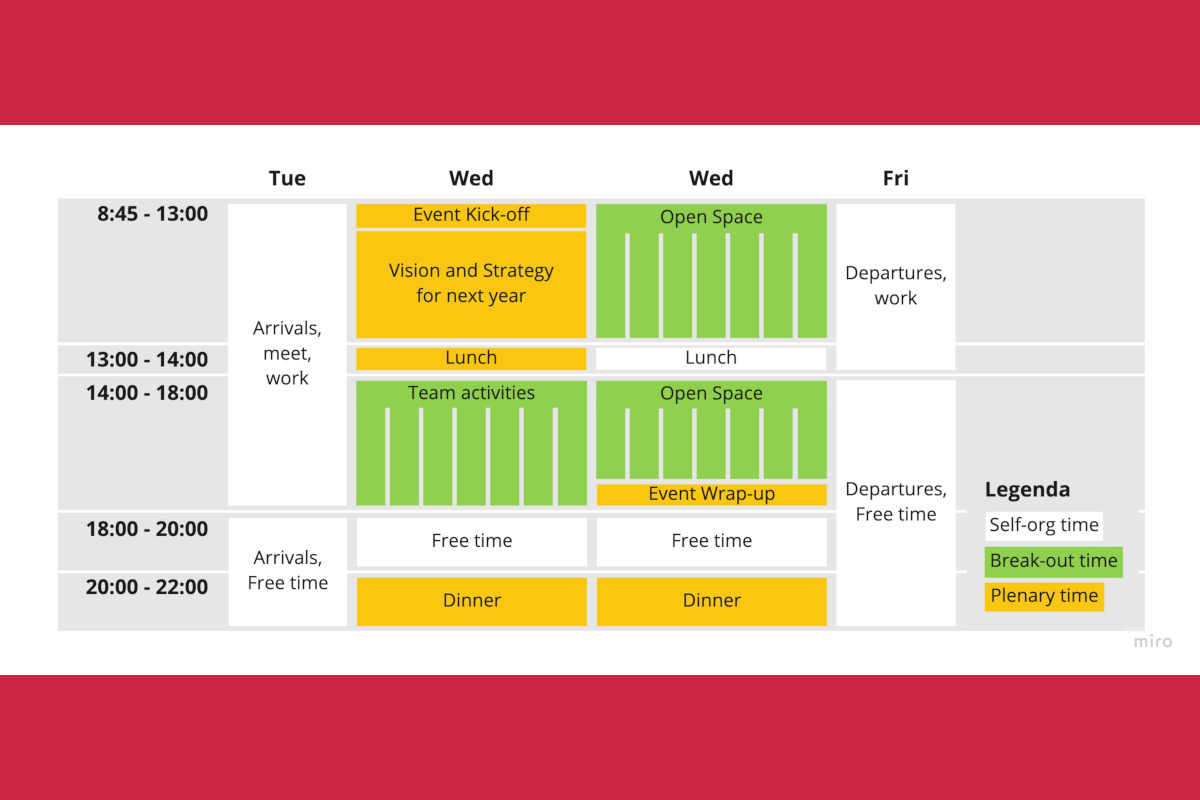 Tue Wed Wed Fri
8:45 - 13:00
Event Kick-off
Vision and Strategy
for next year
Open Space
Departures,
work
Arrivals,
meet,
work
13:00 - 14:00
Lunch
Lunch
14:00 - 18:00
Team activities
Open Space
Event Wrap-up
Departures,
Free time
18:00 - 20:00
Arrivals,
Free time
Free time
Free time
20:00 - 22:00
Dinner
Dinner
Legenda
Self-org time
Break-out time
Plenary time
miro